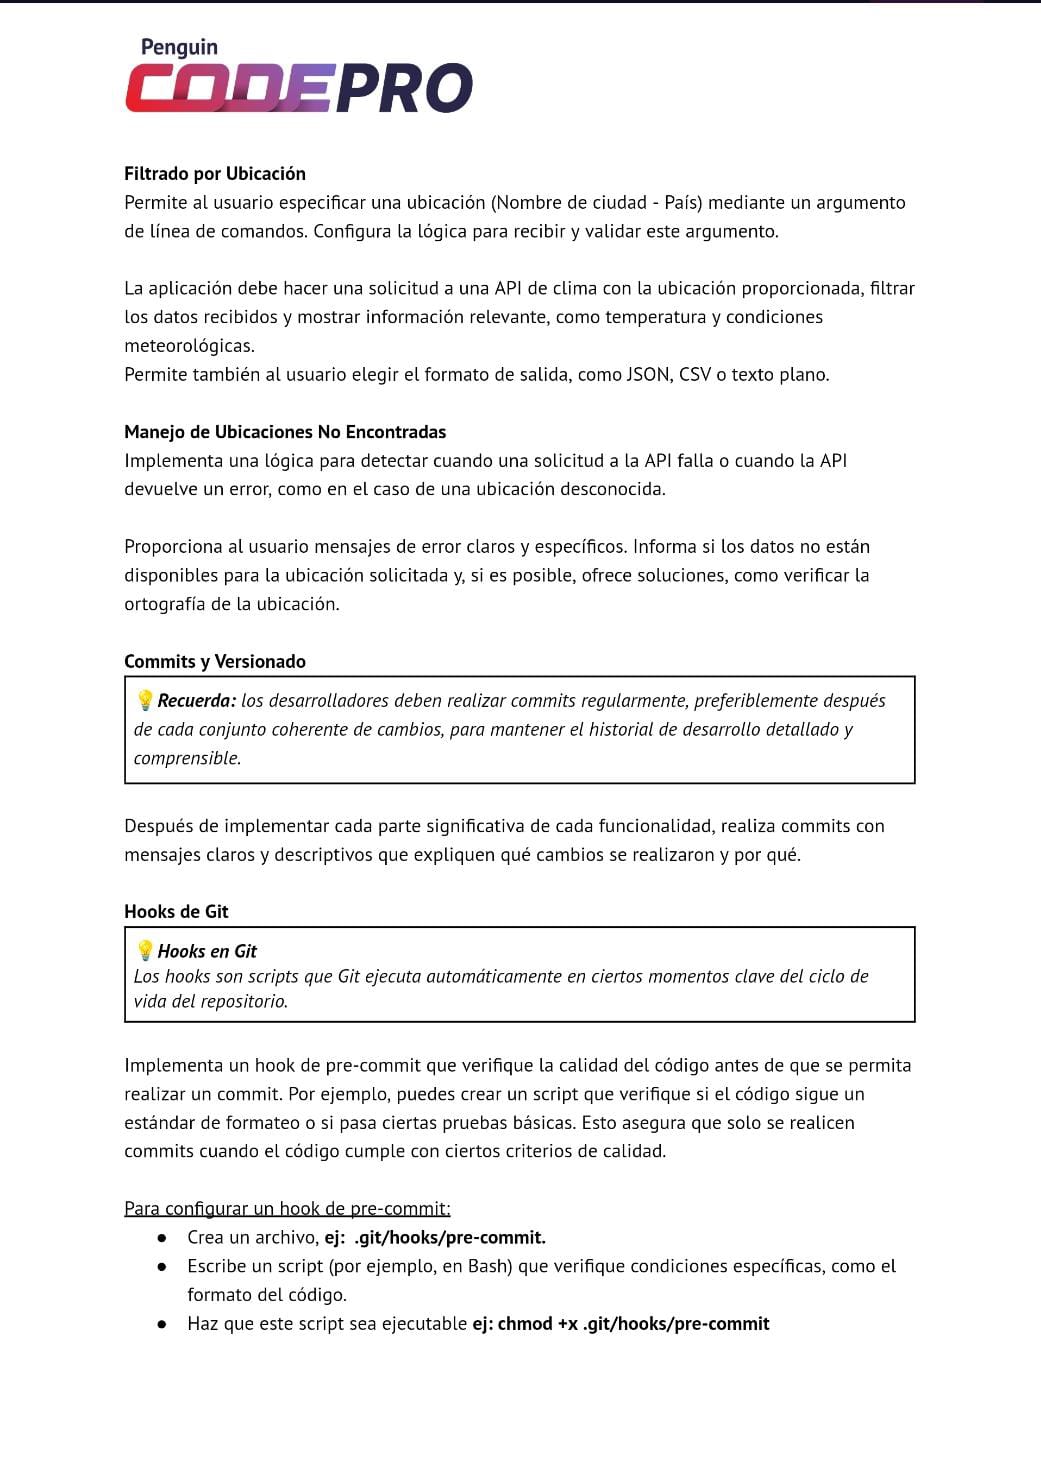 Penguin
CODEPRO
Filtrado por Ubicación
Permite al usuario especificar una ubicación (Nombre de ciudad - País) mediante un argumento
de línea de comandos. Configura la lógica para recibir y validar este argumento.
La aplicación debe hacer una solicitud a una API de clima con la ubicación proporcionada, filtrar
los datos recibidos y mostrar información relevante, como temperatura y condiciones
meteorológicas.
Permite también al usuario elegir el formato de salida, como JSON, CSV o texto plano.
Manejo de Ubicaciones No Encontradas
Implementa una lógica para detectar cuando una solicitud a la API falla o cuando la API
devuelve un error, como en el caso de una ubicación desconocida.
Proporciona al usuario mensajes de error claros y específicos. Informa si los datos no están
disponibles para la ubicación solicitada y, si es posible, ofrece soluciones, como verificar la
ortografía de la ubicación.
Commits y Versionado
💡Recuerda: los desarrolladores deben realizar commits regularmente, preferiblemente después
de cada conjunto coherente de cambios, para mantener el historial de desarrollo detallado y
comprensible.
Después de implementar cada parte significativa de cada funcionalidad, realiza commits con
mensajes claros y descriptivos que expliquen qué cambios se realizaron y por qué.
Hooks de Git
💡Hooks en Git
Los hooks son scripts que Git ejecuta automáticamente en ciertos momentos clave del ciclo de
vida del repositorio.
Implementa un hook de pre-commit que verifique la calidad del código antes de que se permita
realizar un commit. Por ejemplo, puedes crear un script que verifique si el código sigue un
estándar de formateo o si pasa ciertas pruebas básicas. Esto asegura que solo se realicen
commits cuando el código cumple con ciertos criterios de calidad.
Para configurar un hook de pre-commit:
● Crea un archivo, ej: .git/hooks/pre-commit.
● Escribe un script (por ejemplo, en Bash) que verifique condiciones específicas, como el
formato del código.
● Haz que este script sea ejecutable ej: chmod +x .git/hooks/pre-commit